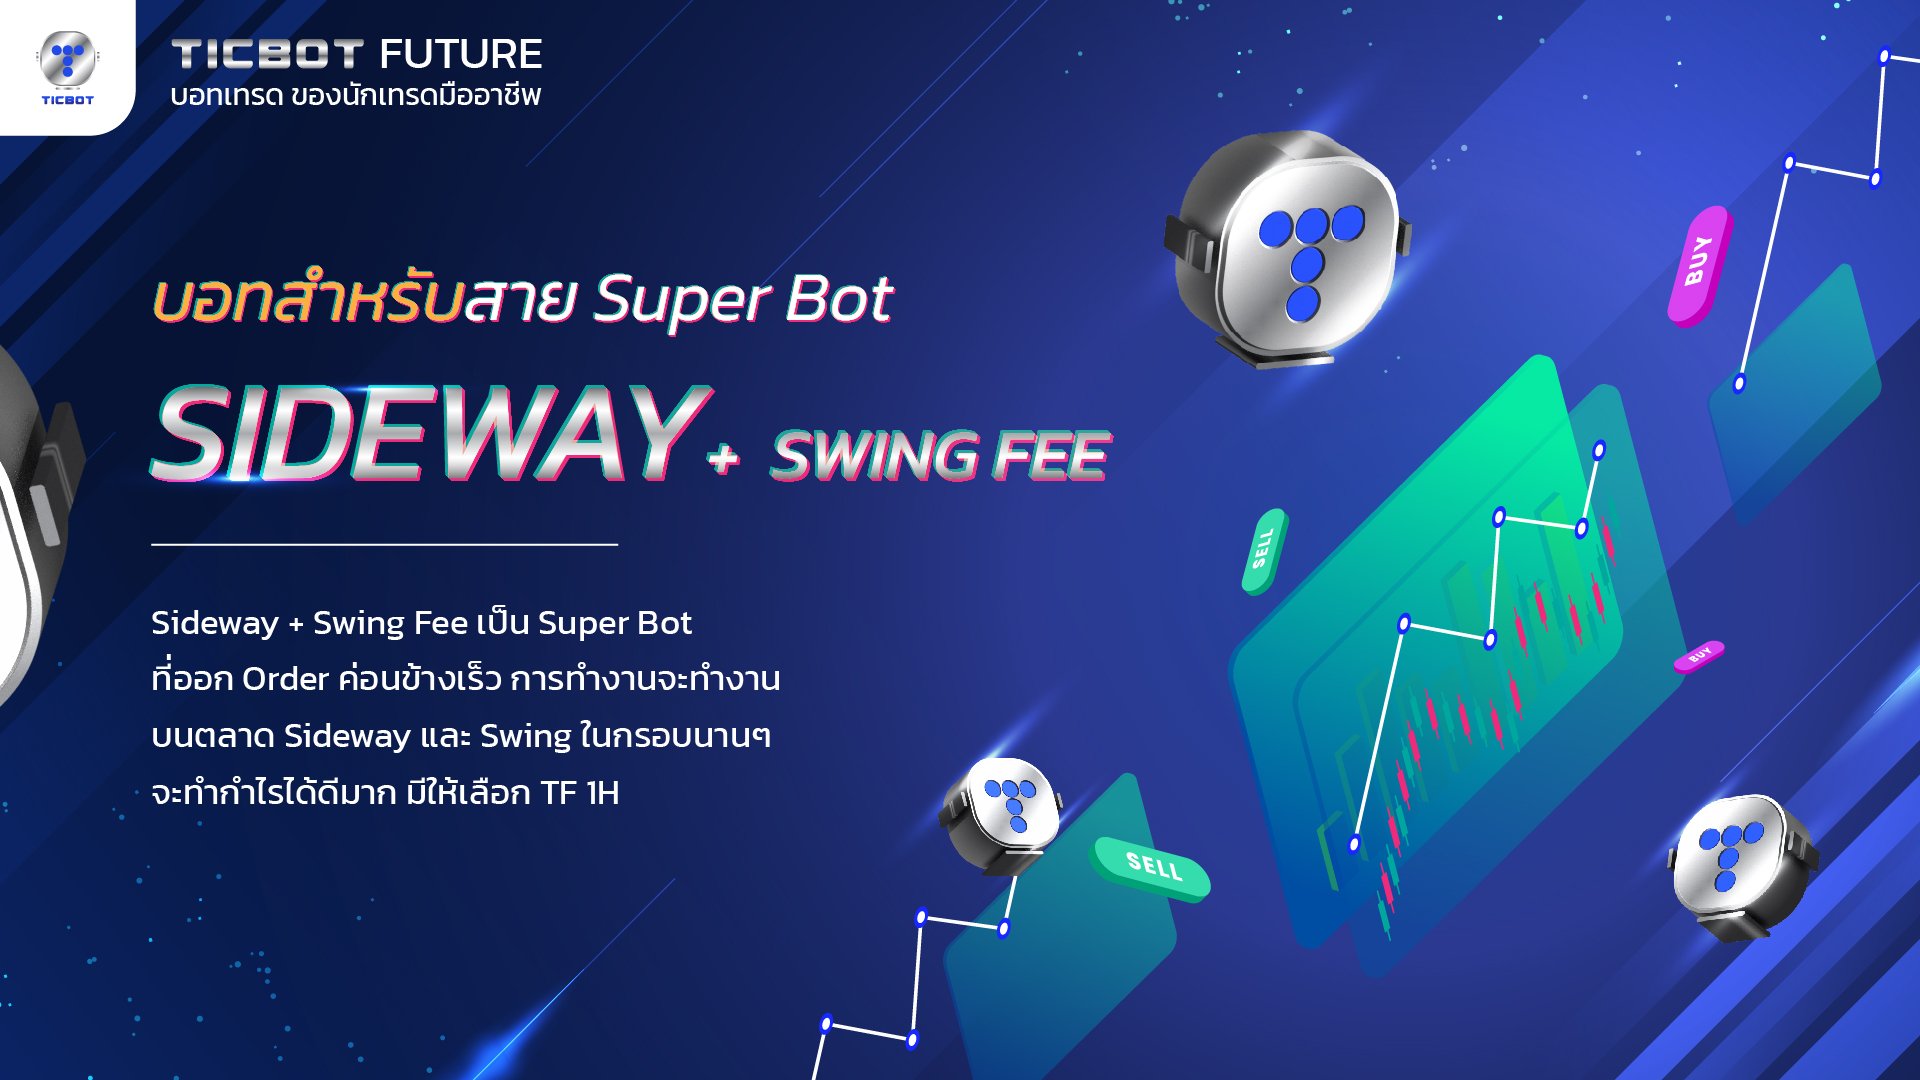 TICBOT
TICBOT FUTURE
บอทเทรด ของนักเทรดมืออาชีพ
บอทสำหรับสาย Super Bot
SIDEWAY + SWING FEE
Sideway + Swing Fee เป็น Super Bot
ที่ออก Order ค่อนข้างเร็ว การทำงานจะทำงาน
บนตลาด Sideway และ Swing ในกรอบนานๆ
จะทำกำไรได้ดีมาก มีให้เลือก TF 1H
BUY
SELL
BUY
SELL